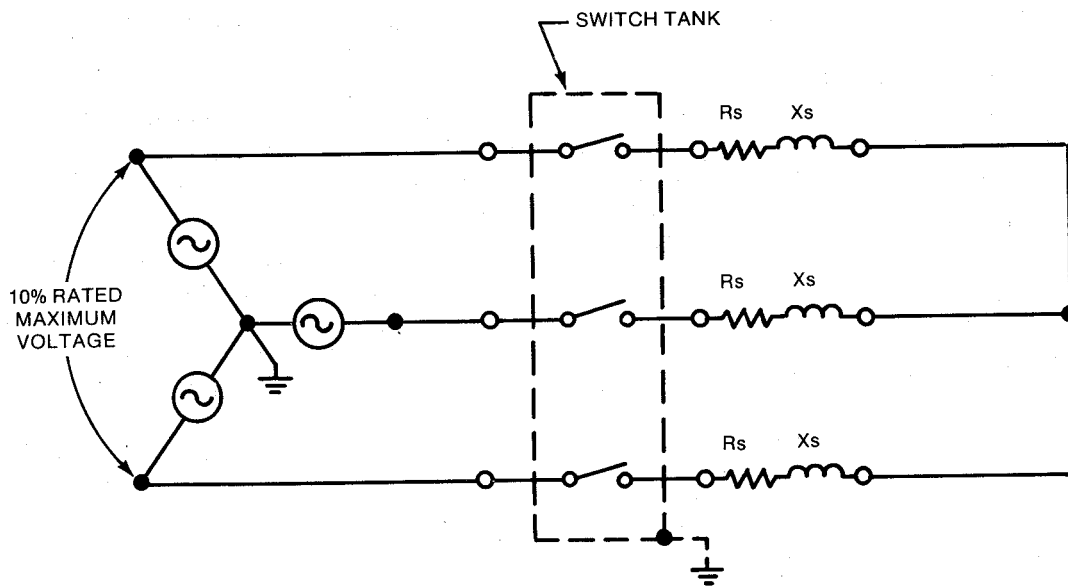 SWITCH TANK
Rs Xs
10% RATED
MAXIMUM
VOLTAGE
Rs Xs
Rs Xs